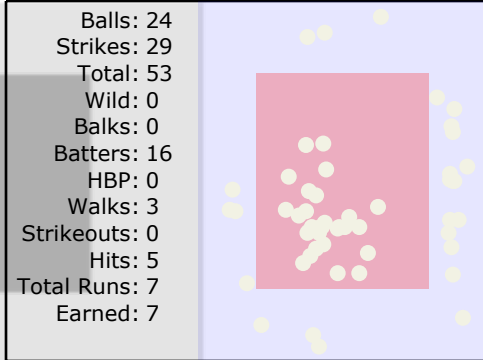 Balls: 24
Strikes: 29
Total: 53
Wild: 0
Balks: 0
Batters: 16
HBP: 0
Walks: 3
Strikeouts: 0
Hits: 5
Total Runs: 7
Earned: 7